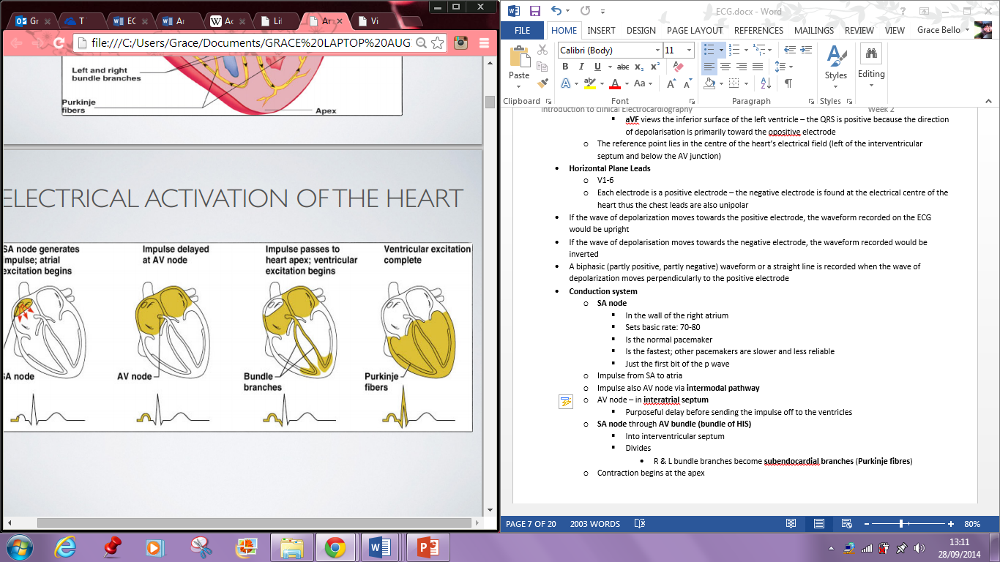 Gr
T
EC
Ar
Ac
Lif
Ar
Vi
file:///C:/Users/Grace/Documents/GRACE%20LAPTOP%20AUG
Left and right
bundle branches
Purkinje
fibers
Apex
ELECTRICAL ACTIVATION OF THE HEART
SA node generates
impulse; atrial
excitation begins
Impulse delayed
at AV node
Impulse passes to
heart apex; ventricular
excitation begins
Ventricular excitation
complete
SA node
AV node
Bundle
branches
Purkinje
fibers
ECG.docx - Word
FILE HOME INSERT DESIGN PAGE LAYOUT REFERENCES MAILINGS REVIEW VIEW Grace Bello
Calibri (Body) 11
Paste
B I U abc x₂ x²
A ab A Aa A A
Styles
Editing
Clipboard Font Paragraph Styles
Introduction to clinical Electrocardiography Week 2
▪ aVF views the inferior surface of the left ventricle – the QRS is positive because the direction
of depolarisation is primarily toward the opositive electrode
o The reference point lies in the centre of the heart's electrical field (left of the interventricular
septum and below the AV junction)
• Horizontal Plane Leads
o V1-6
o Each electrode is a positive electrode – the negative electrode is found at the electrical centre of the
heart thus the chest leads are also unipolar
• If the wave of depolarization moves towards the positive electrode, the waveform recorded on the ECG
would be upright
• If the wave of depolarisation moves towards the negative electrode, the waveform recorded would be
inverted
• A biphasic (partly positive, partly negative) waveform or a straight line is recorded when the wave of
depolarization moves perpendicularly to the positive electrode
• Conduction system
o SA node
▪ In the wall of the right atrium
▪ Sets basic rate: 70-80
▪ Is the normal pacemaker
▪ Is the fastest; other pacemakers are slower and less reliable
▪ Just the first bit of the p wave
o Impulse from SA to atria
o Impulse also AV node via intermodal pathway
o AV node – in interatrial septum
▪ Purposeful delay before sending the impulse off to the ventricles
o SA node through AV bundle (bundle of HIS)
▪ Into interventricular septum
▪ Divides
• R & L bundle branches become subendocardial branches (Purkinje fibres)
o Contraction begins at the apex
PAGE 7 OF 20 2003 WORDS 80%
13:11
28/09/2014